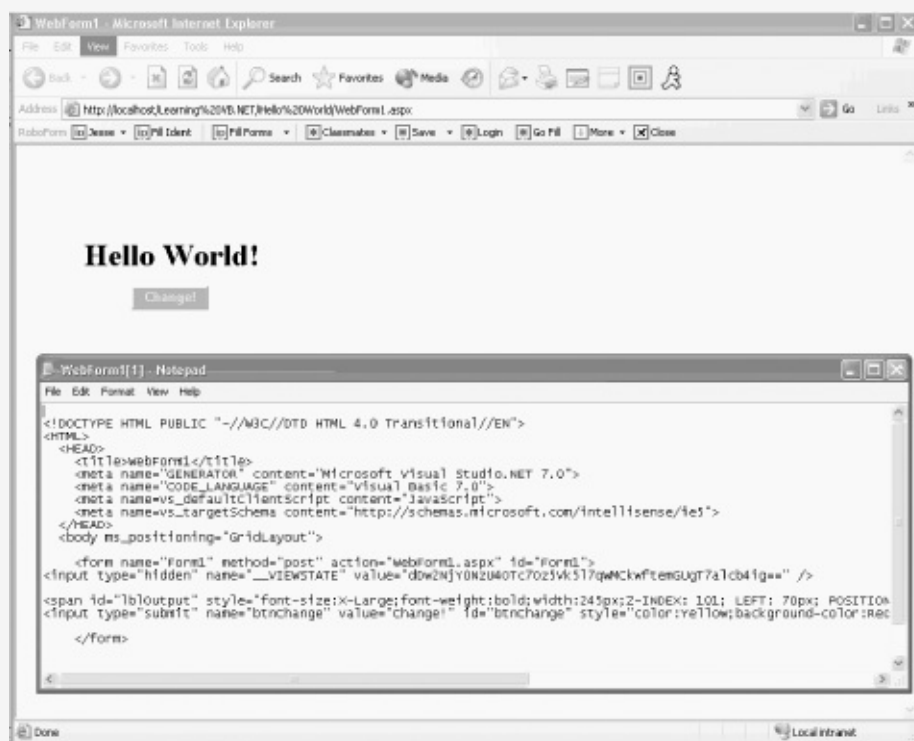 WebForm1 - Microsoft Internet Explorer
File Edit View Favorites Tools Help
Back Search Favorites Media
Address http://localhost/Learning%20VB.NET/Hello%20World/WebForm1.aspx Go Links »
RoboForm Jesse Fill Ident Fill Forms Classmates Save Login Go Fill More Close
Hello World!
Change!
WebForm1[1] - Notepad
File Edit Format View Help
<!DOCTYPE HTML PUBLIC "-//W3C//DTD HTML 4.0 Transitional//EN">
<HTML>
<HEAD>
<title>WebForm1</title>
<meta name="GENERATOR" content="Microsoft Visual Studio.NET 7.0">
<meta name="CODE_LANGUAGE" content="Visual Basic 7.0">
<meta name=vs_defaultClientScript content="JavaScript">
<meta name=vs_targetSchema content="http://schemas.microsoft.com/intellisense/ie5">
</HEAD>
<body ms_positioning="GridLayout">
<form name="Form1" method="post" action="WebForm1.aspx" id="Form1">
<input type="hidden" name="__VIEWSTATE" value=" />
<span id="lblOutput" style="font-size:X-Large;font-weight:bold;width:245px;Z-INDEX: 101; LEFT: 70px; POSITION
<input type="submit" name="btnChange" value="Change!" id="btnChange" style="color:Yellow;background-color:Red
</form>
Done Local intranet